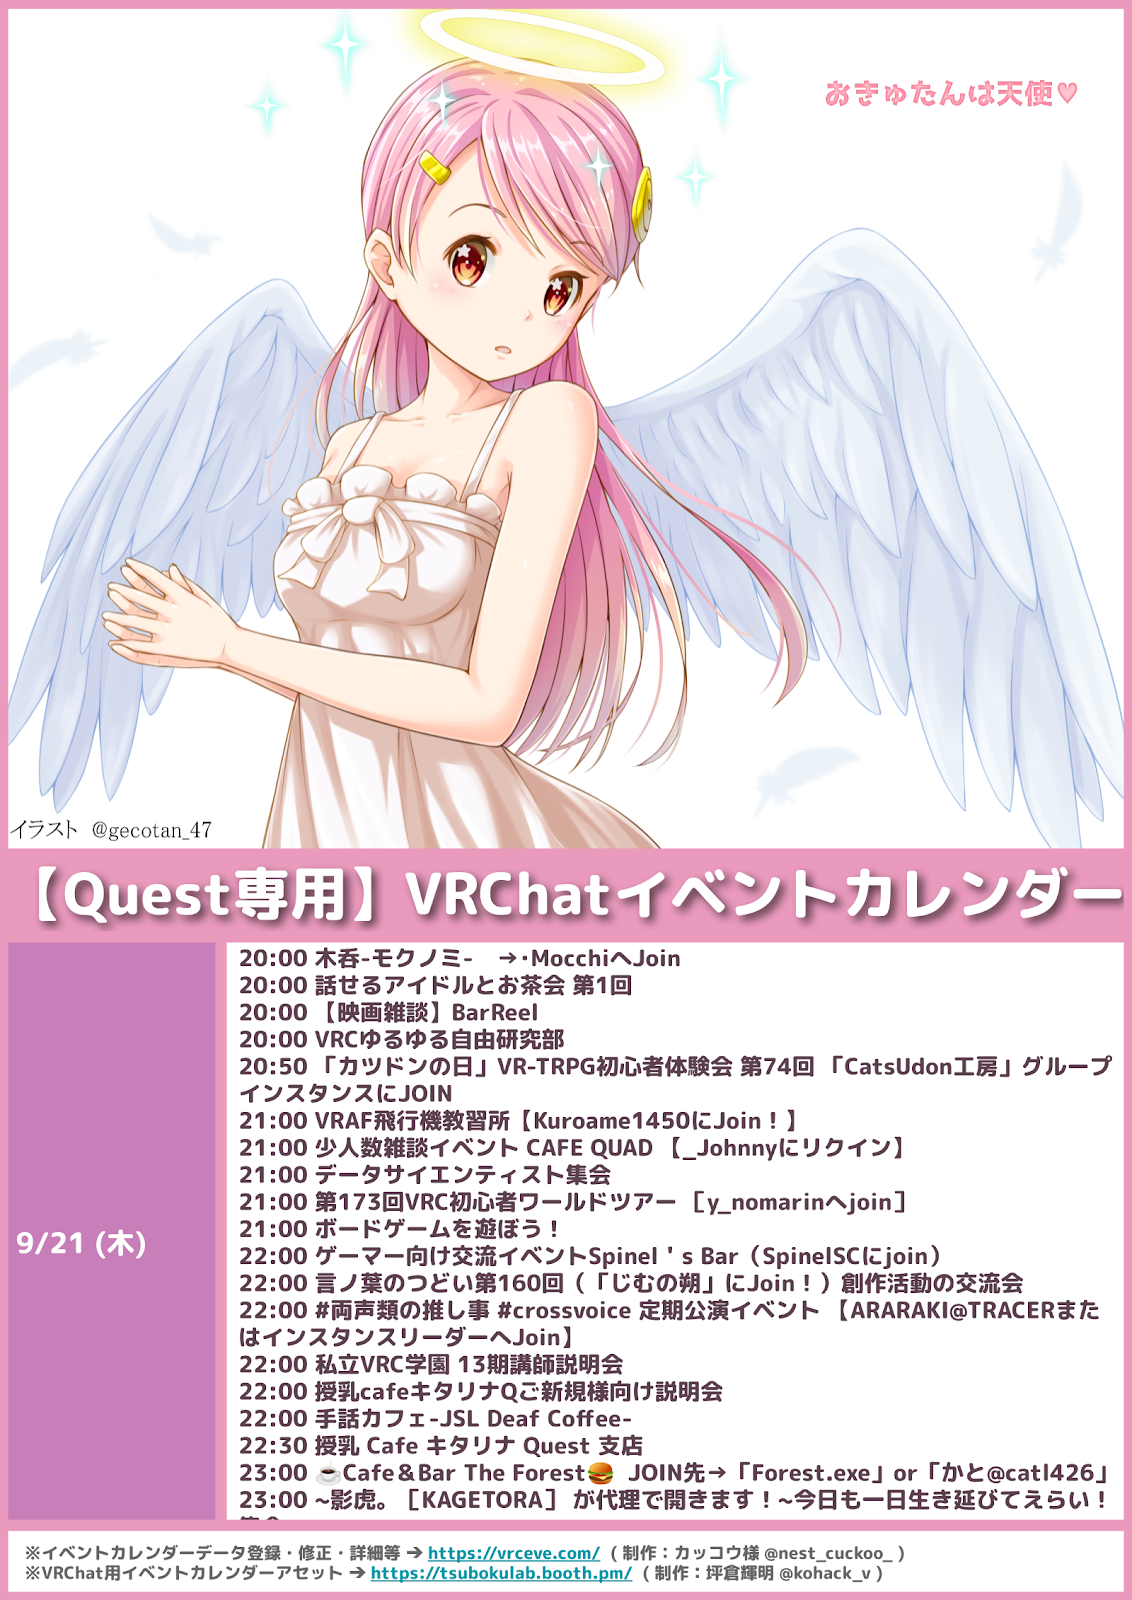 おきゅたんは天使♥
イラスト @gecotan_47
【Quest専用】VRChatイベントカレンダー
9/21 (木)
20:00 木呑-モクノミ- →･MocchiへJoin
20:00 話せるアイドルとお茶会 第1回
20:00 【映画雑談】BarReel
20:00 VRCゆるゆる自由研究部
20:50 「カツドンの日」VR-TRPG初心者体験会 第74回 「CatsUdon工房」グループ
インスタンスにJOIN
21:00 VRAF飛行機教習所【Kuroame1450にJoin！】
21:00 少人数雑談イベント CAFE QUAD 【_Johnnyにリクイン】
21:00 データサイエンティスト集会
21:00 第173回VRC初心者ワールドツアー ［y_nomarinへjoin］
21:00 ボードゲームを遊ぼう！
22:00 ゲーマー向け交流イベントSpinel＇s Bar（SpinelSCにjoin）
22:00 言ノ葉のつどい第160回（「じむの朔」にJoin！）創作活動の交流会
22:00 #両声類の推し事 #crossvoice 定期公演イベント 【ARARAKI@TRACERまた
はインスタンスリーダーへJoin】
22:00 私立VRC学園 13期講師説明会
22:00 授乳cafeキタリナQご新規様向け説明会
22:00 手話カフェ-JSL Deaf Coffee-
22:30 授乳 Cafe キタリナ Quest 支店
23:00 ☕Cafe＆Bar The Forest🍔 JOIN先→「Forest.exe」or「かと@catl426」
23:00 ~影虎。［KAGETORA］ が代理で開きます！~今日も一日生き延びてえらい！
※イベントカレンダーデータ登録・修正・詳細等 ➔ https://vrceve.com/ ( 制作：カッコウ様 @nest_cuckoo_ )
※VRChat用イベントカレンダーアセット ➔ https://tsubokulab.booth.pm/ ( 制作：坪倉輝明 @kohack_v )